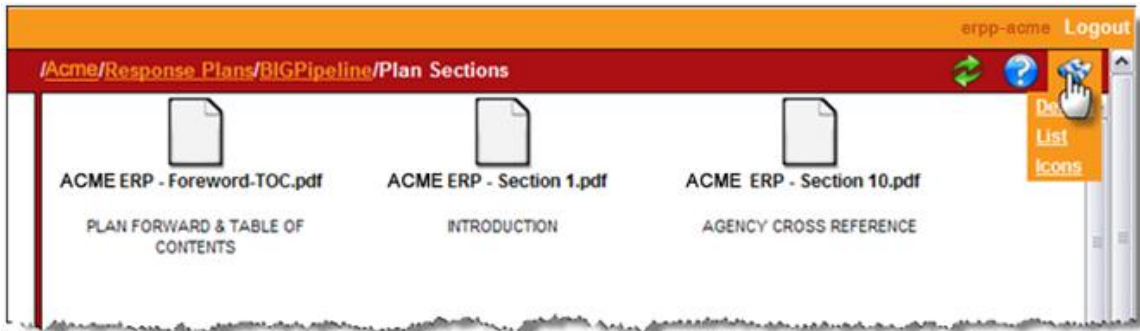 erpp-acme Logout
/Acme/Response Plans/BIGPipeline/Plan Sections
List
Icons
ACME ERP - Foreword-TOC.pdf
ACME ERP - Section 1.pdf
ACME ERP - Section 10.pdf
PLAN FORWARD & TABLE OF
CONTENTS
INTRODUCTION
AGENCY CROSS REFERENCE